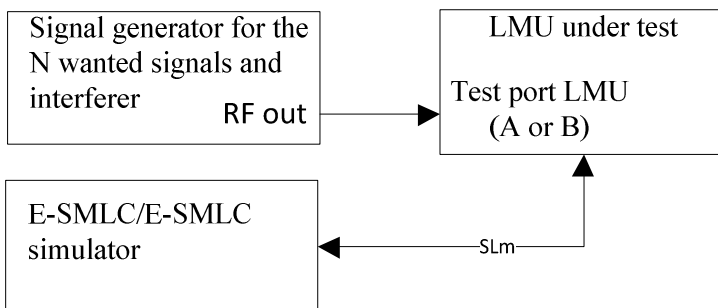 Signal generator for the
N wanted signals and
interferer
RF out
LMU under test
Test port LMU
(A or B)
E-SMLC/E-SMLC
simulator
SLm